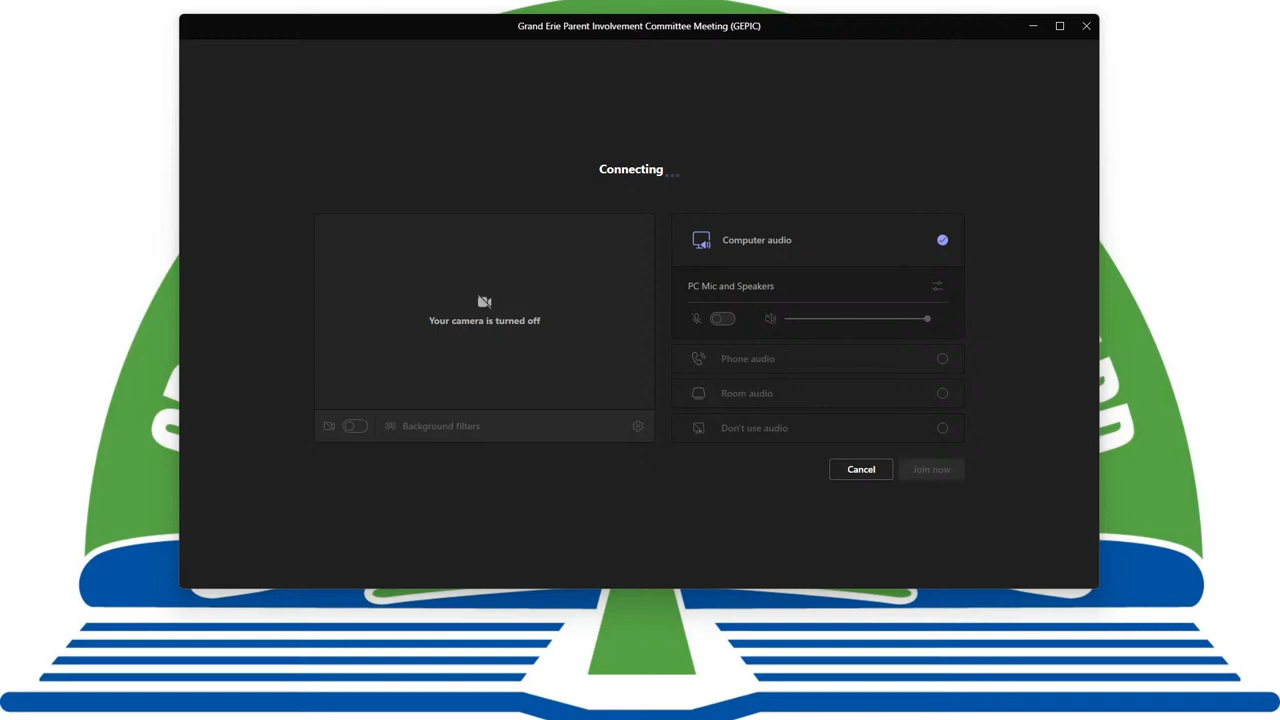 Grand Erie Parent Involvement Committee Meeting (GEPIC)
Connecting...
Computer audio
PC Mic and Speakers
Your camera is turned off
Phone audio
Room audio
Background filters
Don't use audio
Cancel
Join now